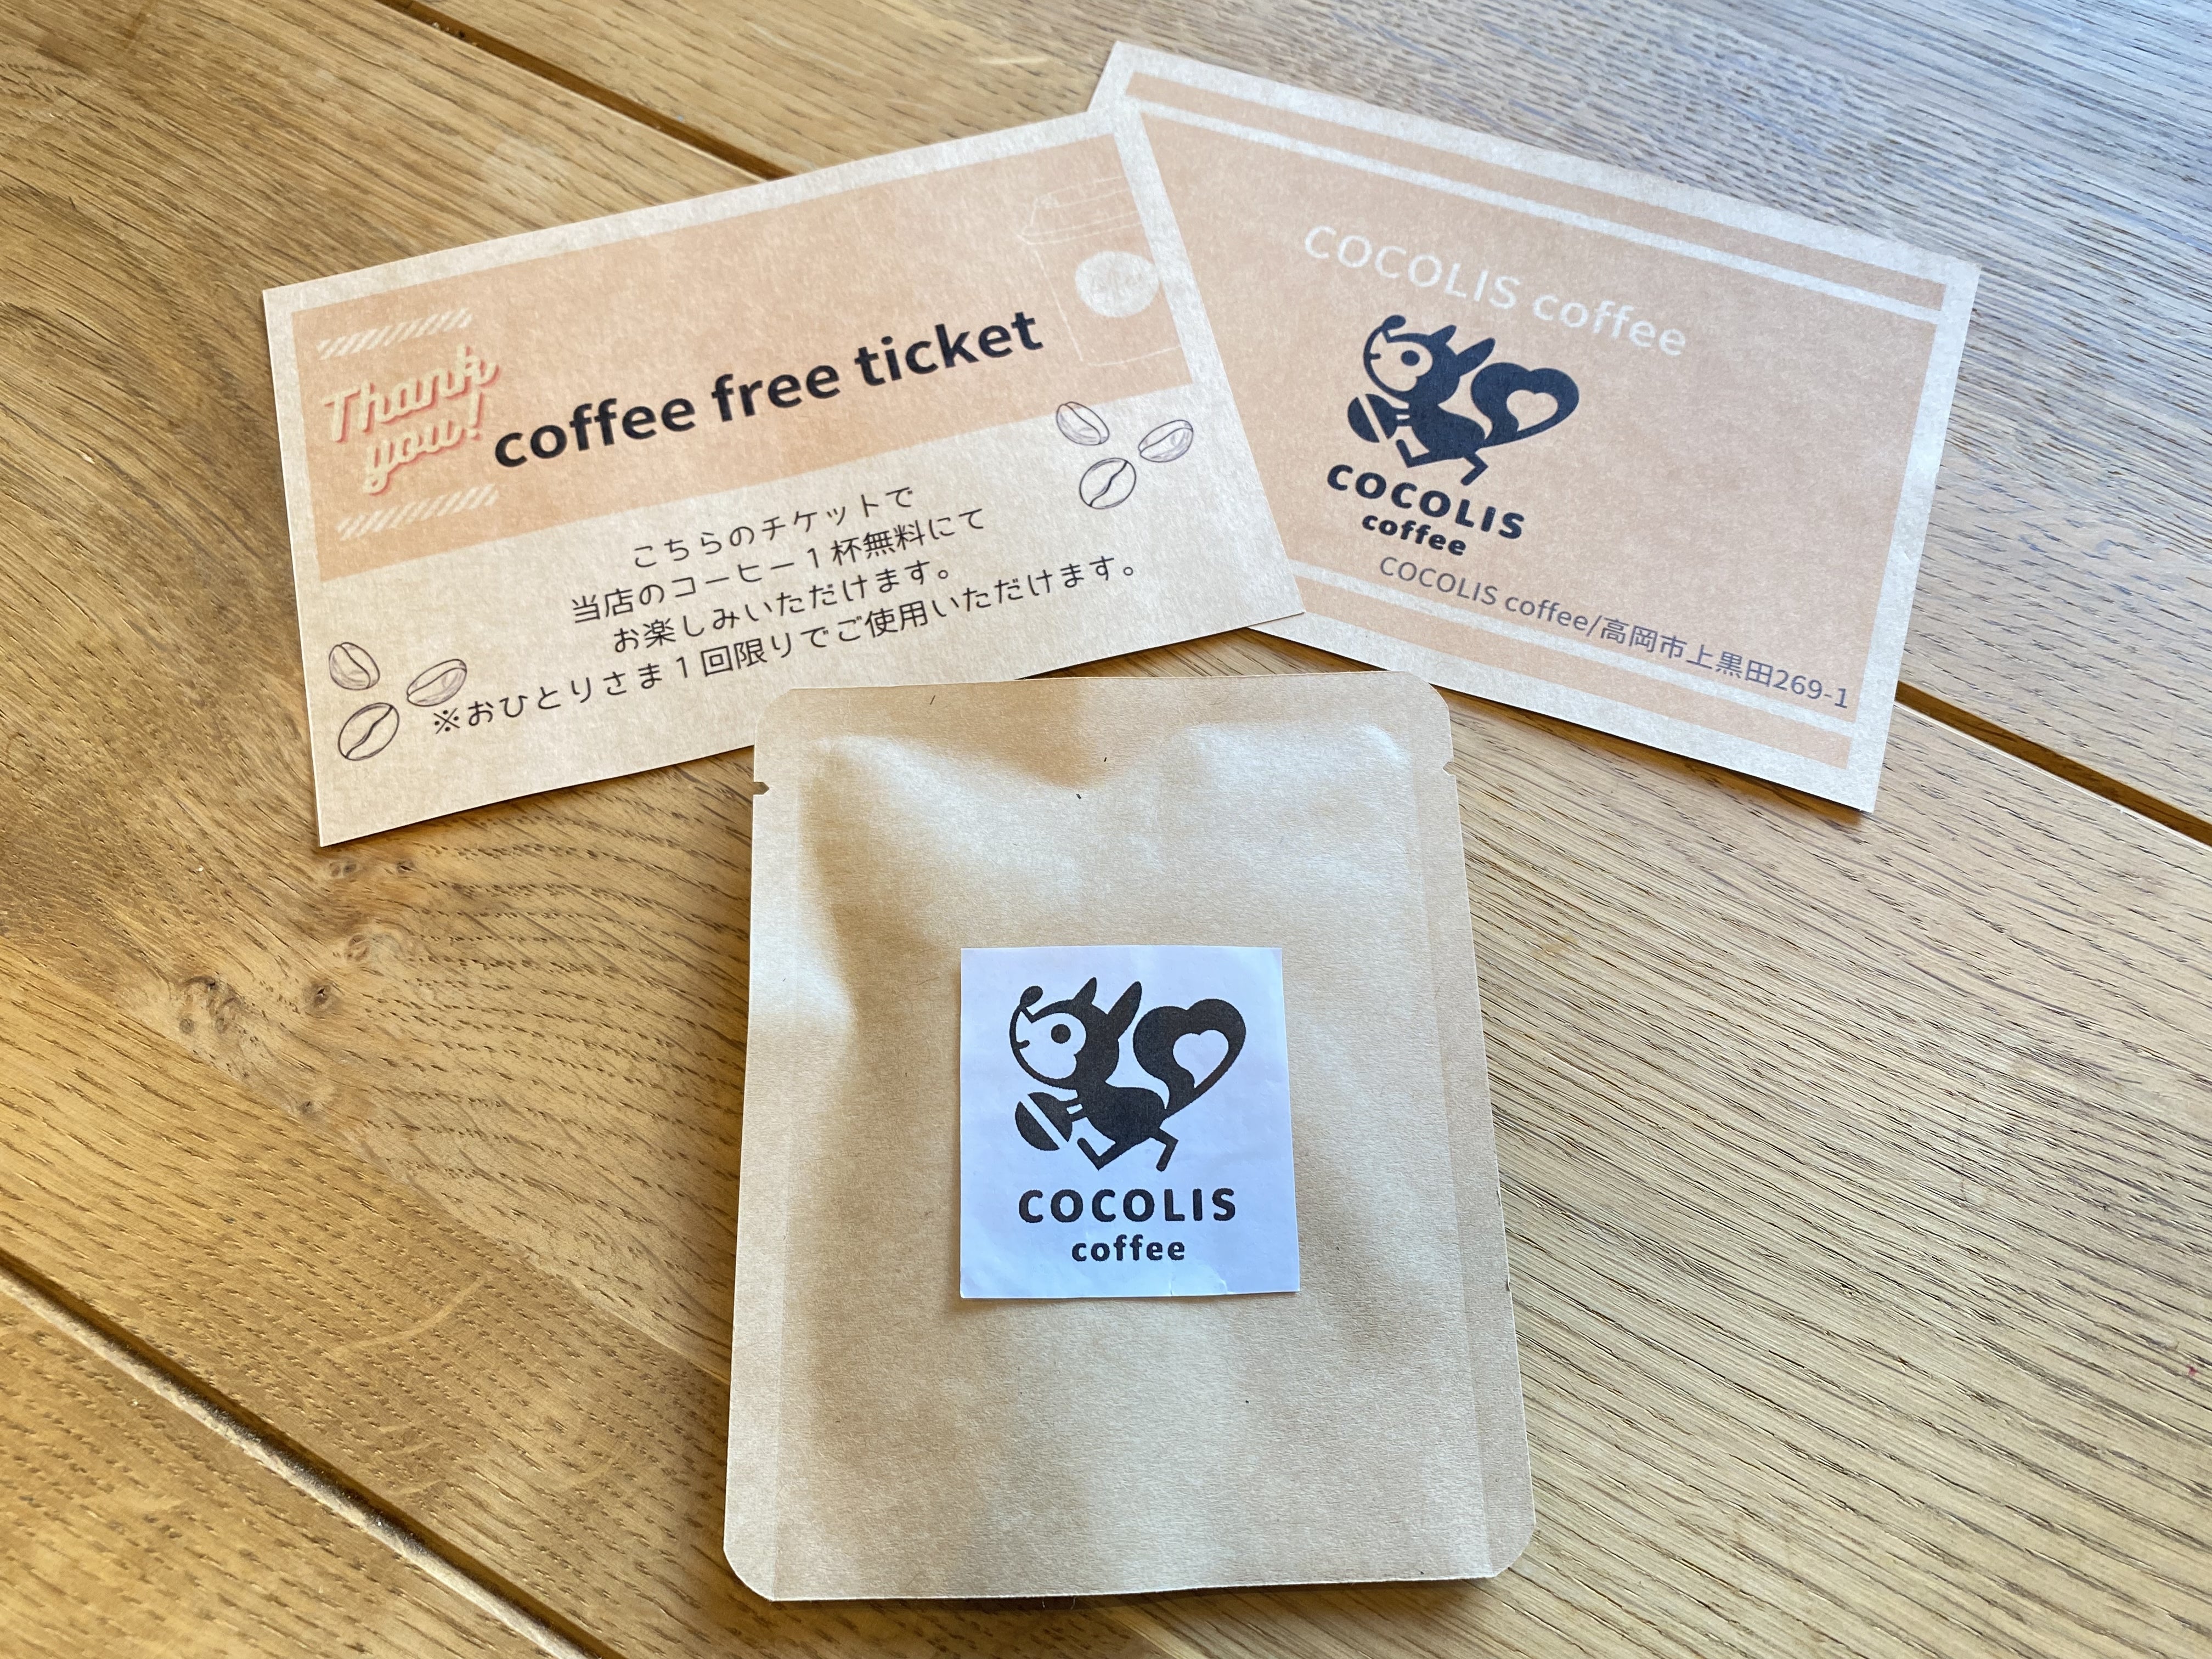 Thank
you!
coffee free ticket
こちらのチケットで
当店のコーヒー1杯無料にて
お楽しみいただけます。
※おひとりさま1回限りでご使用いただけます。
COCOLIS coffee
COCOLIS
coffee
COCOLIS coffee/高岡市上黒田269-1
COCOLIS
coffee